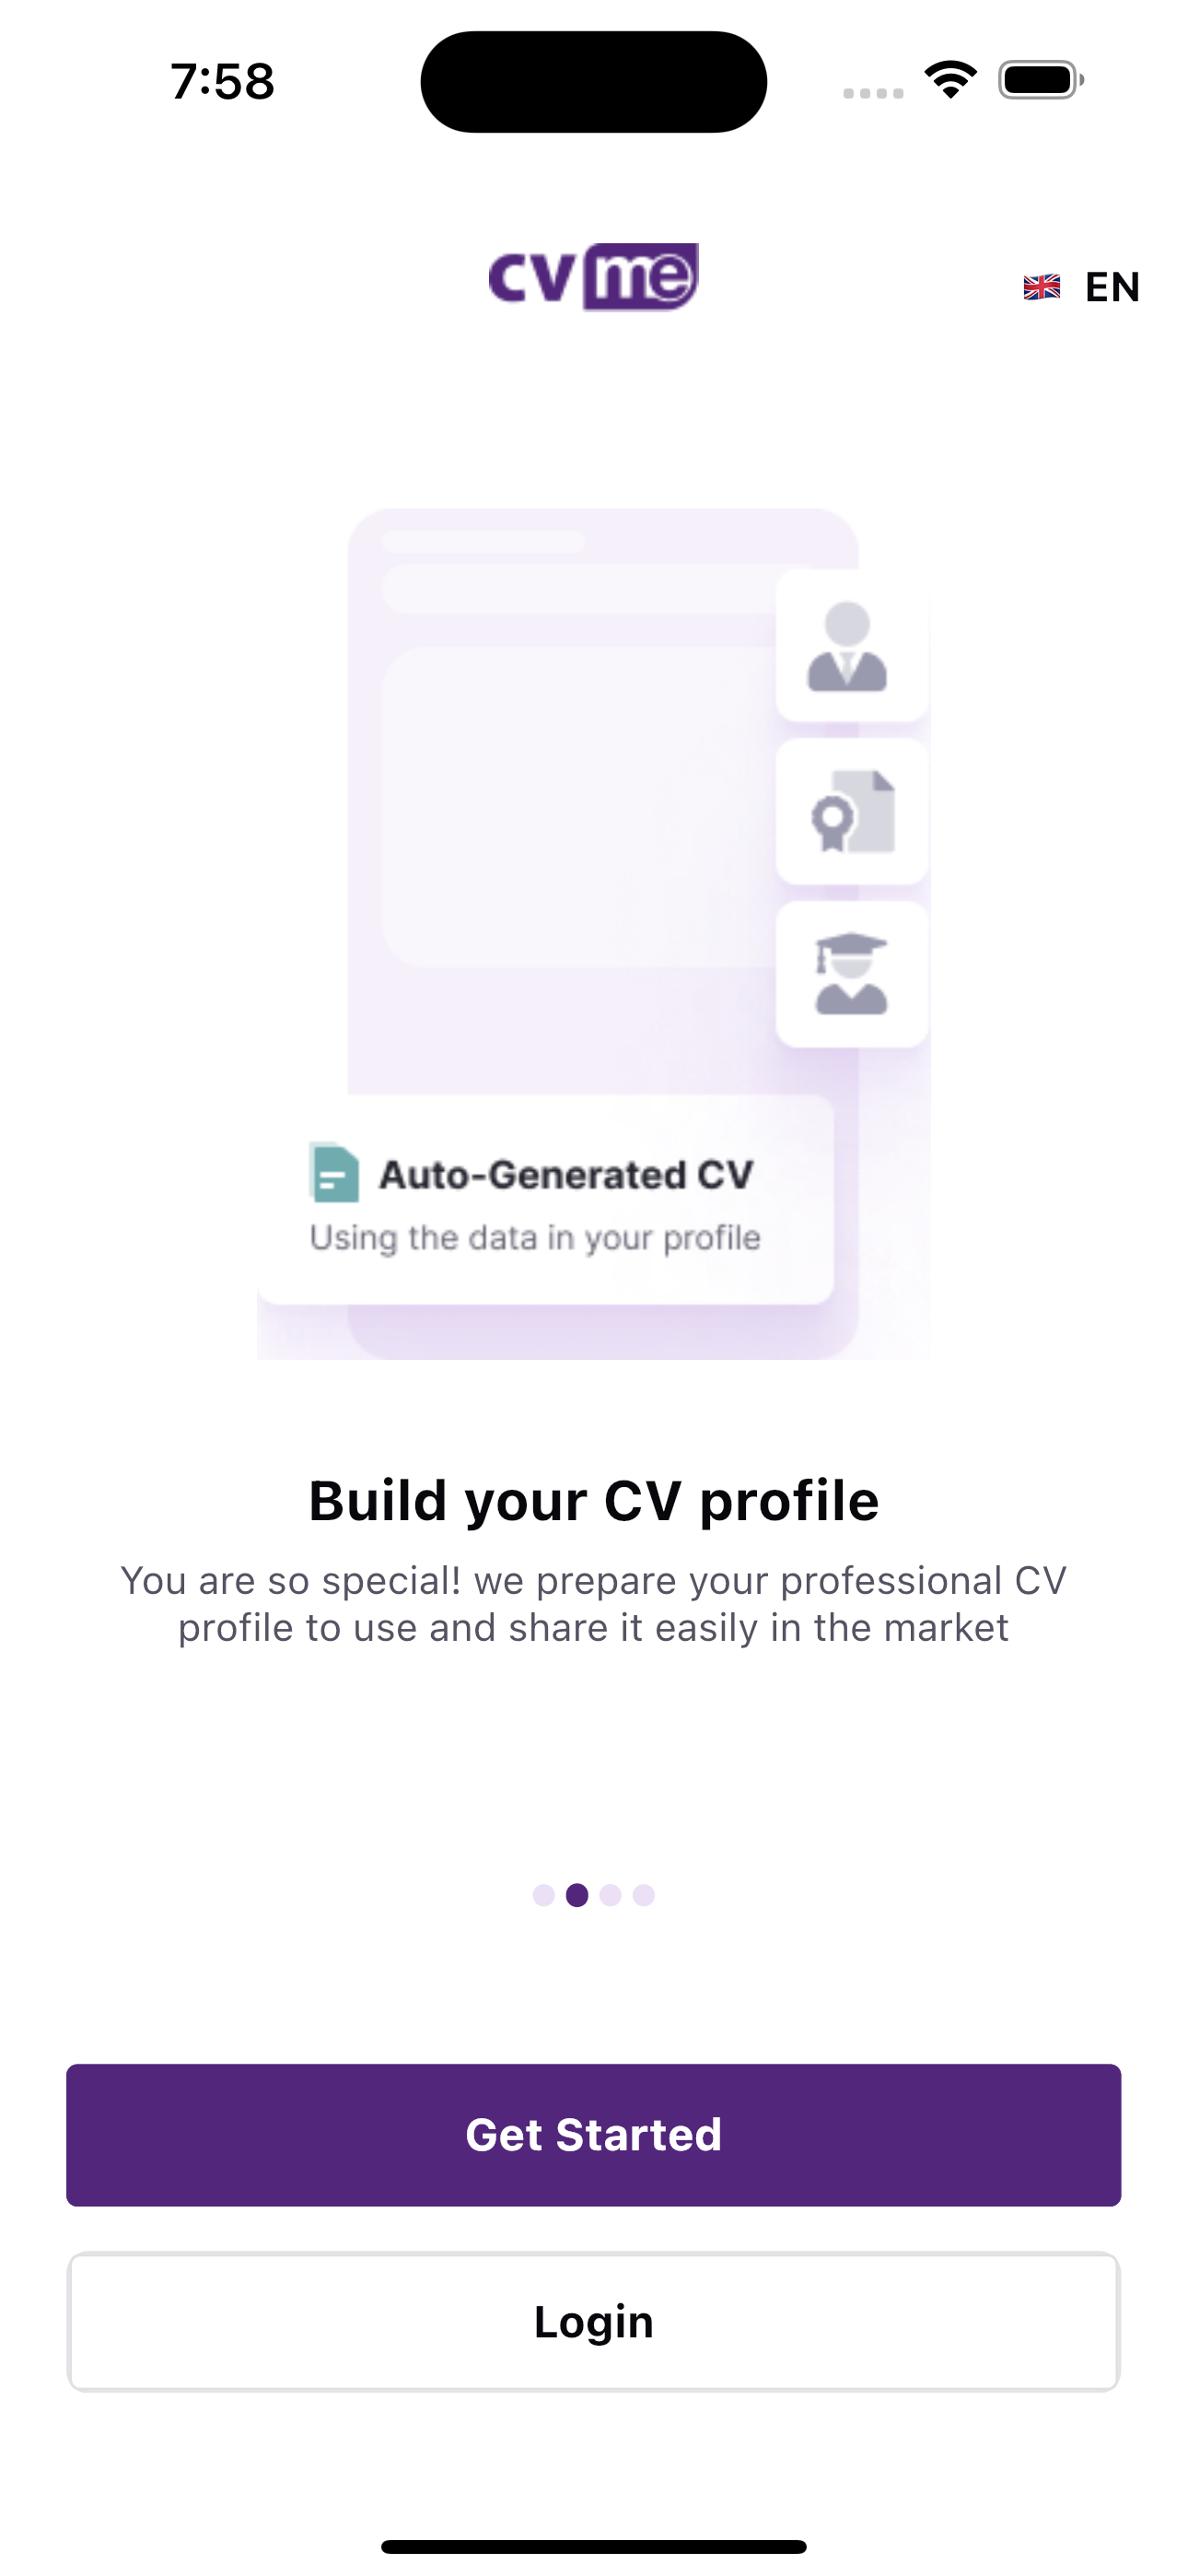 7:58
CVme
🇬🇧 EN
Auto-Generated CV
Using the data in your profile
Build your CV profile
You are so special! we prepare your professional CV
profile to use and share it easily in the market
Get Started
Login